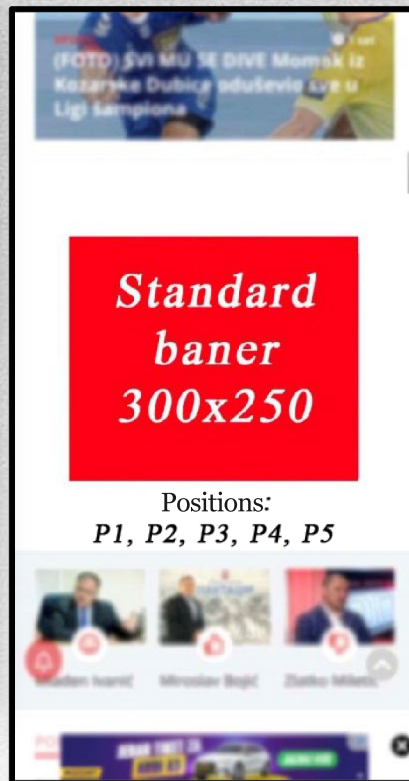 (FOTO) SVI MU SE DIVE Momak iz
Kozarske Dubice oduševio sve u
Ligi šampiona
Standard
baner
300x250
Positions:
P1, P2, P3, P4, P5
Mladen Ivanić
Miroslav Bojić
Zlatko Miletić